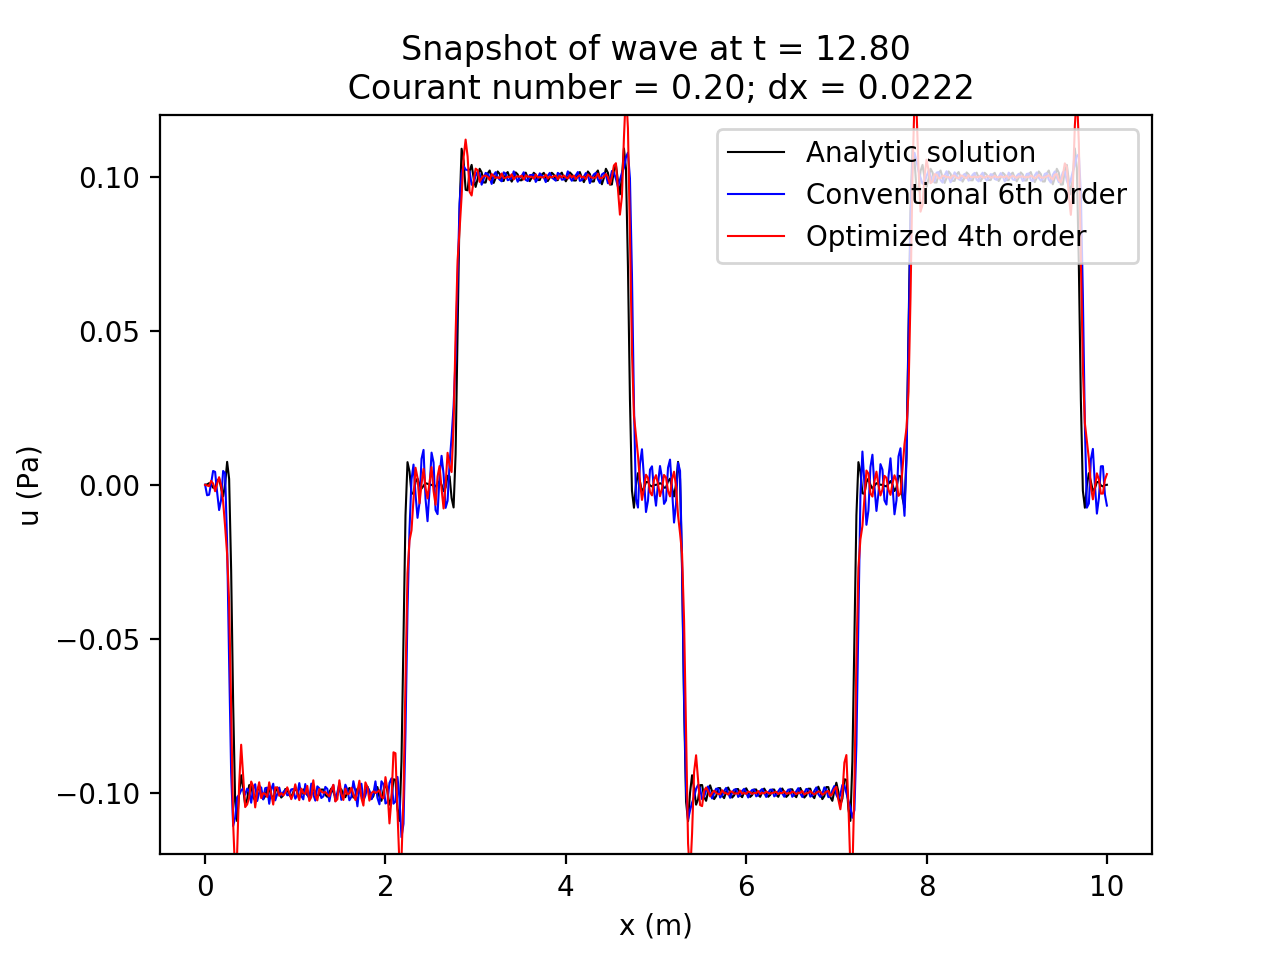 Snapshot of wave at t = 12.80
Courant number = 0.20; dx = 0.0222
Analytic solution
Conventional 6th order
Optimized 4th order
0.10
0.05
0.00
−0.05
−0.10
u (Pa)
0 2 4 6 8 10
x (m)